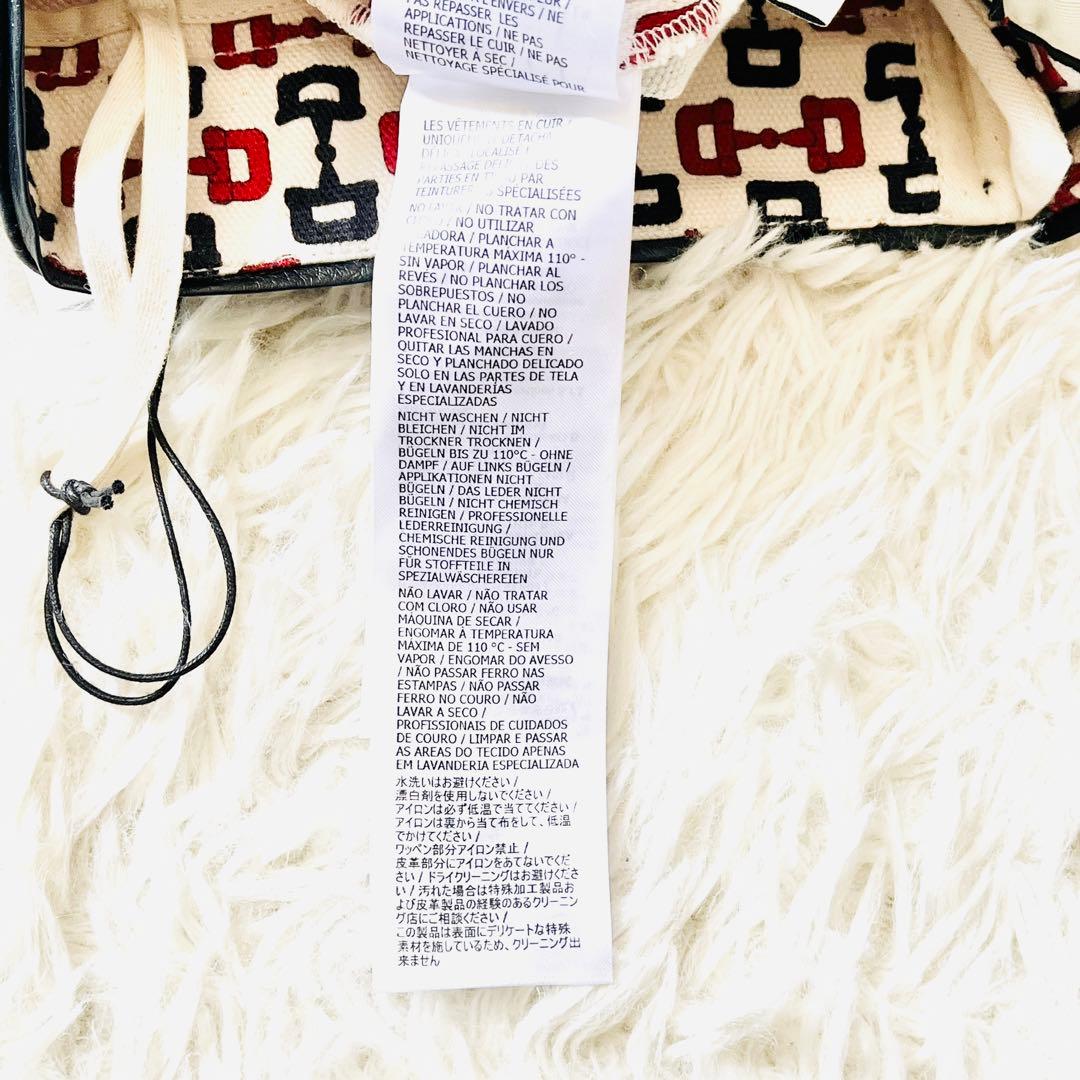 L'ENVERS / NE
PAS REPASSER LES
APPLICATIONS / NE PAS
REPASSER LE CUIR / NE PAS
NETTOYER À SEC /
NETTOYAGE SPÉCIALISÉ POUR
LES VÊTEMENTS EN CUIR /
DES
PARTIES EN PAR
SPÉCIALISÉES
/ NO TRATAR CON
/ NO UTILIZAR
/ PLANCHAR A
TEMPERATURA MÁXIMA 110° -
SIN VAPOR / PLANCHAR AL
REVÉS / NO PLANCHAR LOS
SOBREPUESTOS / NO
PLANCHAR EL CUERO / NO
LAVAR EN SECO / LAVADO
PROFESIONAL PARA CUERO /
QUITAR LAS MANCHAS EN
SECO Y PLANCHADO DELICADO
SOLO EN LAS PARTES DE TELA
Y EN LAVANDERÍAS
ESPECIALIZADAS
NICHT WASCHEN / NICHT
BLEICHEN / NICHT IM
TROCKNER TROCKNEN /
BÜGELN BIS ZU 110°C - OHNE
DAMPF / AUF LINKS BÜGELN /
APPLIKATIONEN NICHT
BÜGELN / DAS LEDER NICHT
BÜGELN / NICHT CHEMISCH
REINIGEN / PROFESSIONELLE
LEDERREINIGUNG /
CHEMISCHE REINIGUNG UND
SCHONENDES BÜGELN NUR
FÜR STOFFTEILE IN
SPEZIALWÄSCHEREIEN
NÃO LAVAR / NÃO TRATAR
COM CLORO / NÃO USAR
MÁQUINA DE SECAR /
ENGOMAR À TEMPERATURA
MÁXIMA DE 110 °C - SEM
VAPOR / ENGOMAR DO AVESSO
/ NÃO PASSAR FERRO NAS
ESTAMPAS / NÃO PASSAR
FERRO NO COURO / NÃO
LAVAR A SECO /
PROFISSIONAIS DE CUIDADOS
DE COURO / LIMPAR E PASSAR
AS AREAS DO TECIDO APENAS
EM LAVANDERIA ESPECIALIZADA
水洗いはお避けください /
漂白剤を使用しないでください /
アイロンは必ず低温で当ててください /
アイロンは裏から当て布をして、低温
でかけてください /
ワッペン部分アイロン禁止 /
皮革部分にアイロンをあてないでくだ
さい / ドライクリーニングはお避けくださ
い / 汚れた場合は特殊加工製品お
よび皮革製品の経験のあるクリーニン
グ店にご相談ください /
この製品は表面にデリケートな特殊
素材を施しているため、クリーニング出
来ません